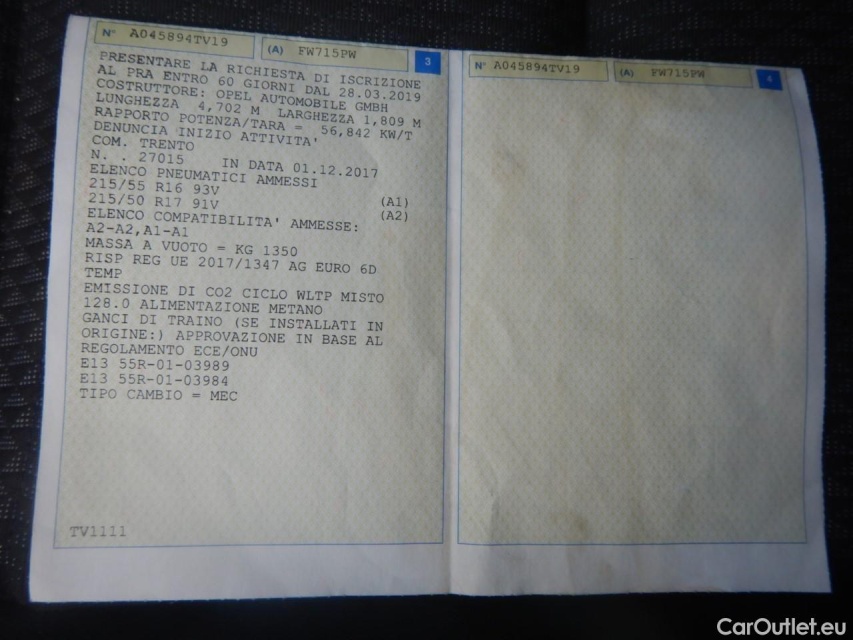 N° A045894TV19
(A) FW715PW
3
PRESENTARE LA RICHIESTA DI ISCRIZIONE
AL PRA ENTRO 60 GIORNI DAL 28.03.2019
COSTRUTTORE: OPEL AUTOMOBILE GMBH
LUNGHEZZA 4,702 M LARGHEZZA 1,809 M
RAPPORTO POTENZA/TARA = 56,842 KW/T
DENUNCIA INIZIO ATTIVITA'
COM. TRENTO
N. . 27015 IN DATA 01.12.2017
ELENCO PNEUMATICI AMMESSI
215/55 R16 93V (A1)
215/50 R17 91V (A2)
ELENCO COMPATIBILITA' AMMESSE:
A2-A2,A1-A1
MASSA A VUOTO = KG 1350
RISP REG UE 2017/1347 AG EURO 6D
TEMP
EMISSIONE DI CO2 CICLO WLTP MISTO
128.0 ALIMENTAZIONE METANO
GANCI DI TRAINO (SE INSTALLATI IN
ORIGINE:) APPROVAZIONE IN BASE AL
REGOLAMENTO ECE/ONU
E13 55R-01-03989
E13 55R-01-03984
TIPO CAMBIO = MEC
TV1111
N° A045894TV19
(A) FW715PW
4
CarOutlet.eu